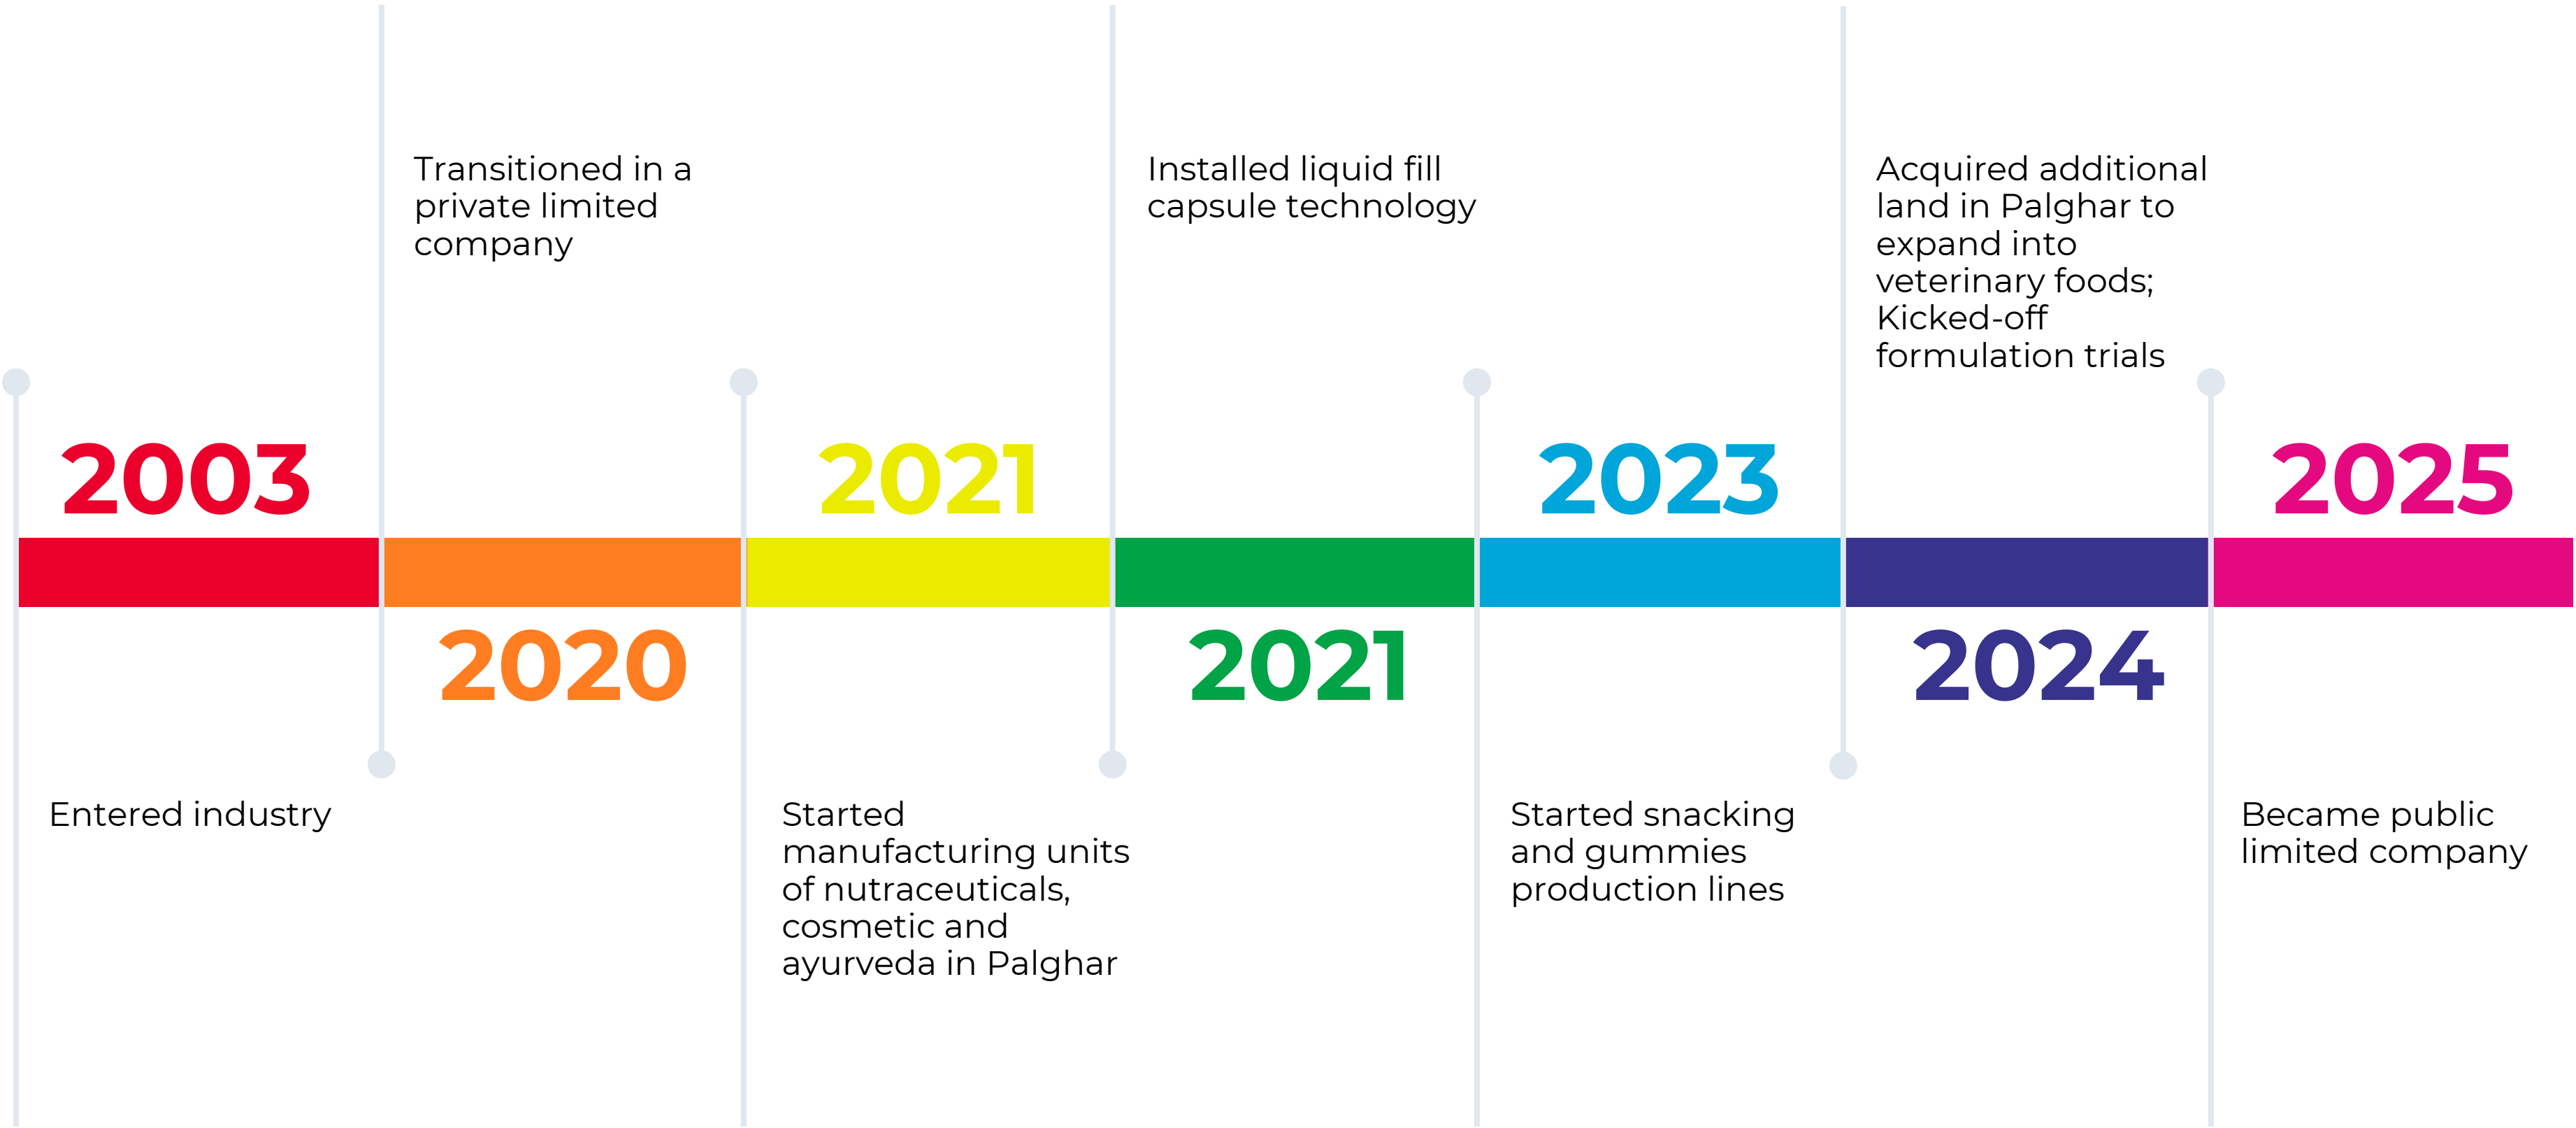 2003
Entered industry
Transitioned in a
private limited
company
2020
2021
Started
manufacturing units
of nutraceuticals,
cosmetic and
ayurveda in Palghar
Installed liquid fill
capsule technology
2021
2023
Started snacking
and gummies
production lines
Acquired additional
land in Palghar to
expand into
veterinary foods;
Kicked-off
formulation trials
2024
2025
Became public
limited company